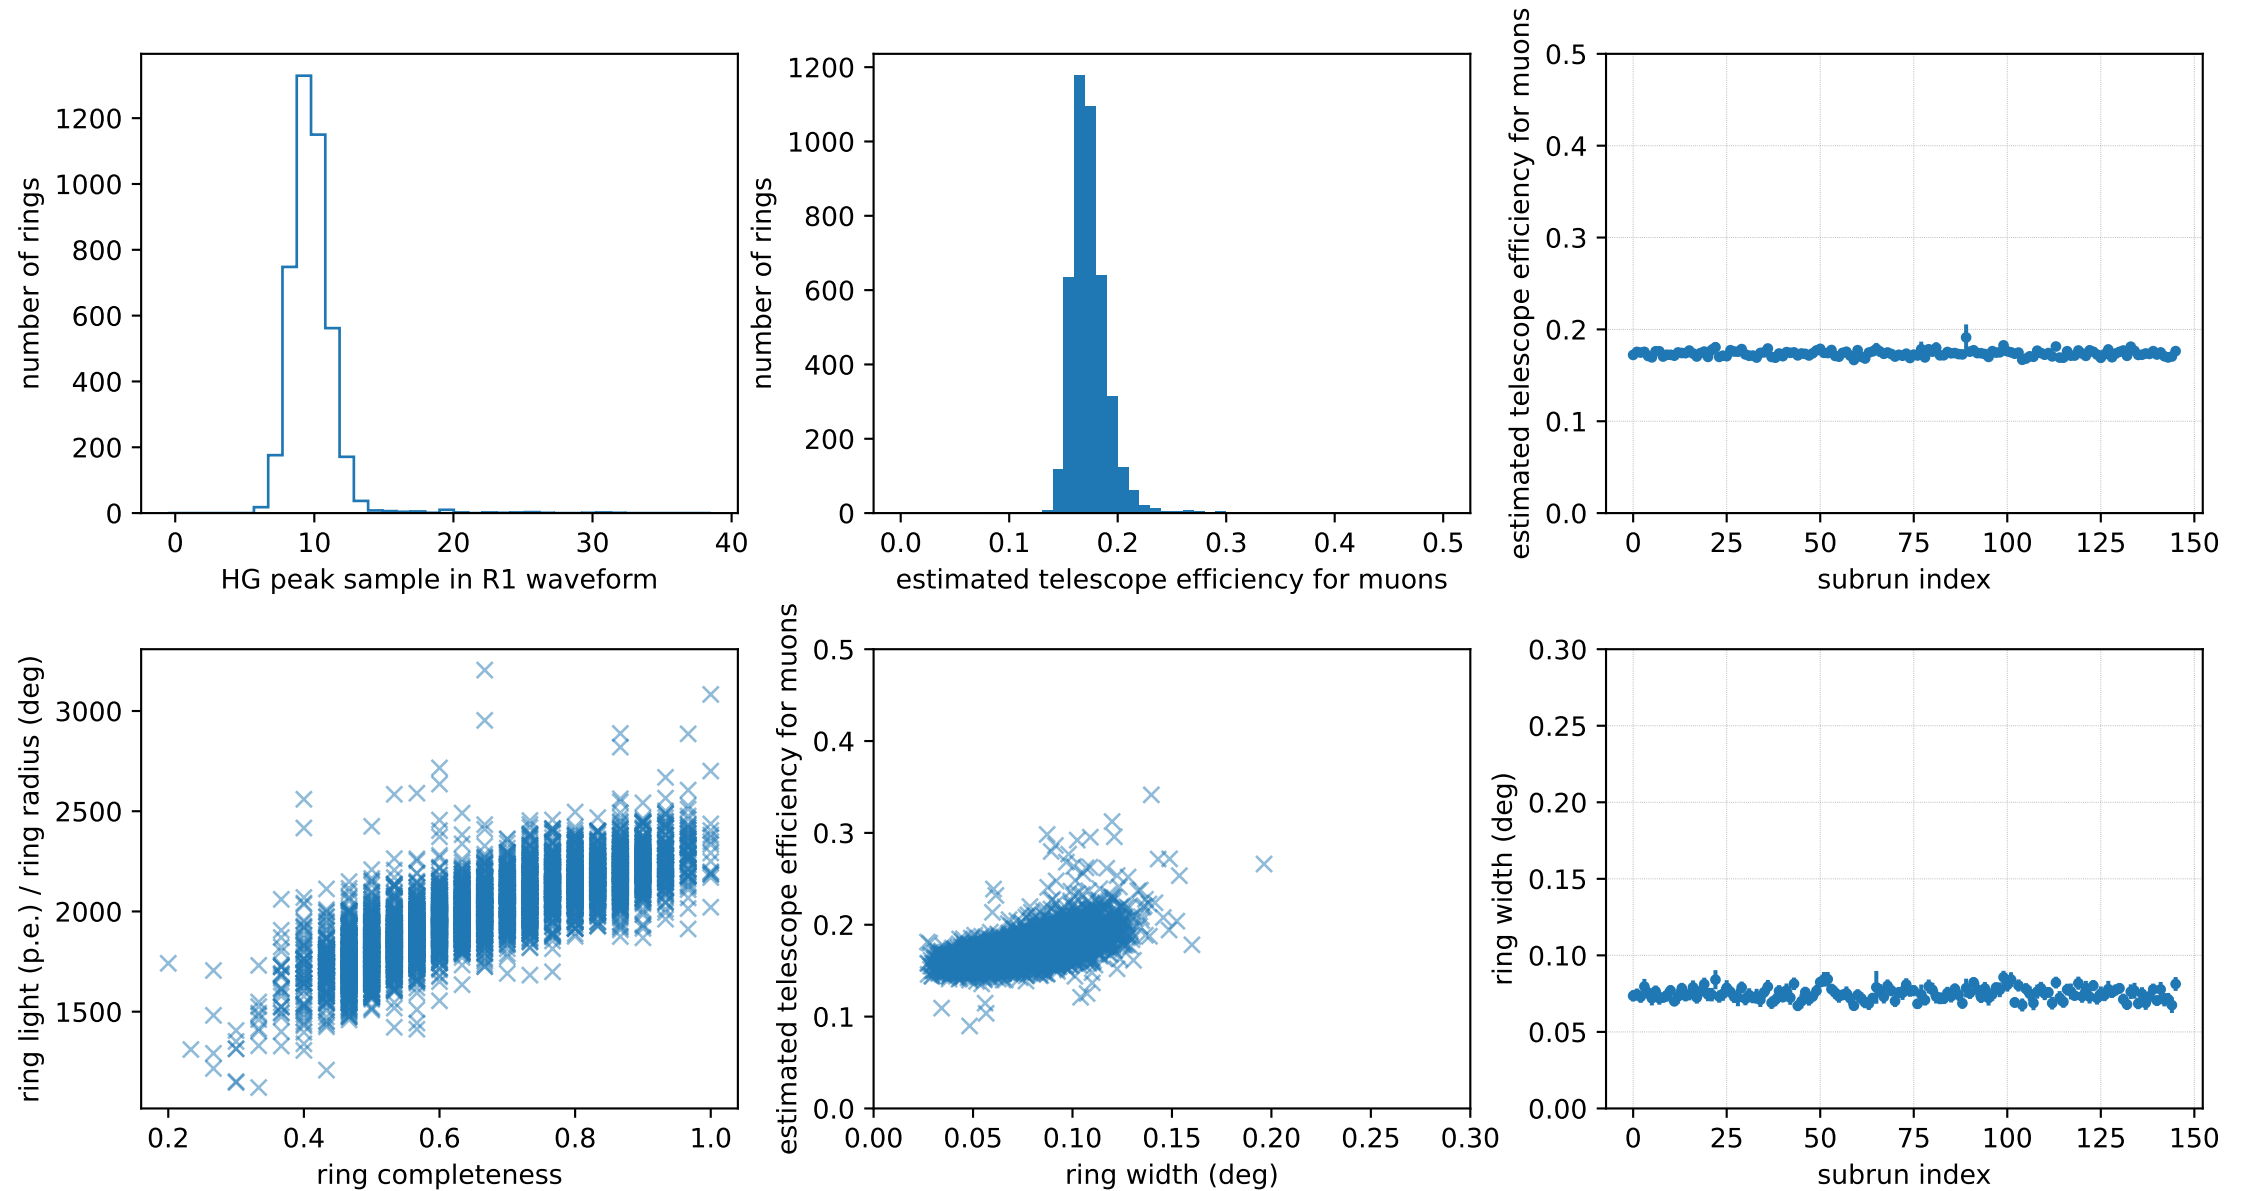 number of rings
1200
1000
800
600
400
200
0
0 10 20 30 40
HG peak sample in R1 waveform
number of rings
1200
1000
800
600
400
200
0
0.0 0.1 0.2 0.3 0.4 0.5
estimated telescope efficiency for muons
estimated telescope efficiency for muons
0.5
0.4
0.3
0.2
0.1
0.0
0 25 50 75 100 125 150
subrun index
ring light (p.e.) / ring radius (deg)
3000
2500
2000
1500
0.2 0.4 0.6 0.8 1.0
ring completeness
estimated telescope efficiency for muons
0.5
0.4
0.3
0.2
0.1
0.0
0.00 0.05 0.10 0.15 0.20 0.25 0.30
ring width (deg)
ring width (deg)
0.30
0.25
0.20
0.15
0.10
0.05
0.00
0 25 50 75 100 125 150
subrun index